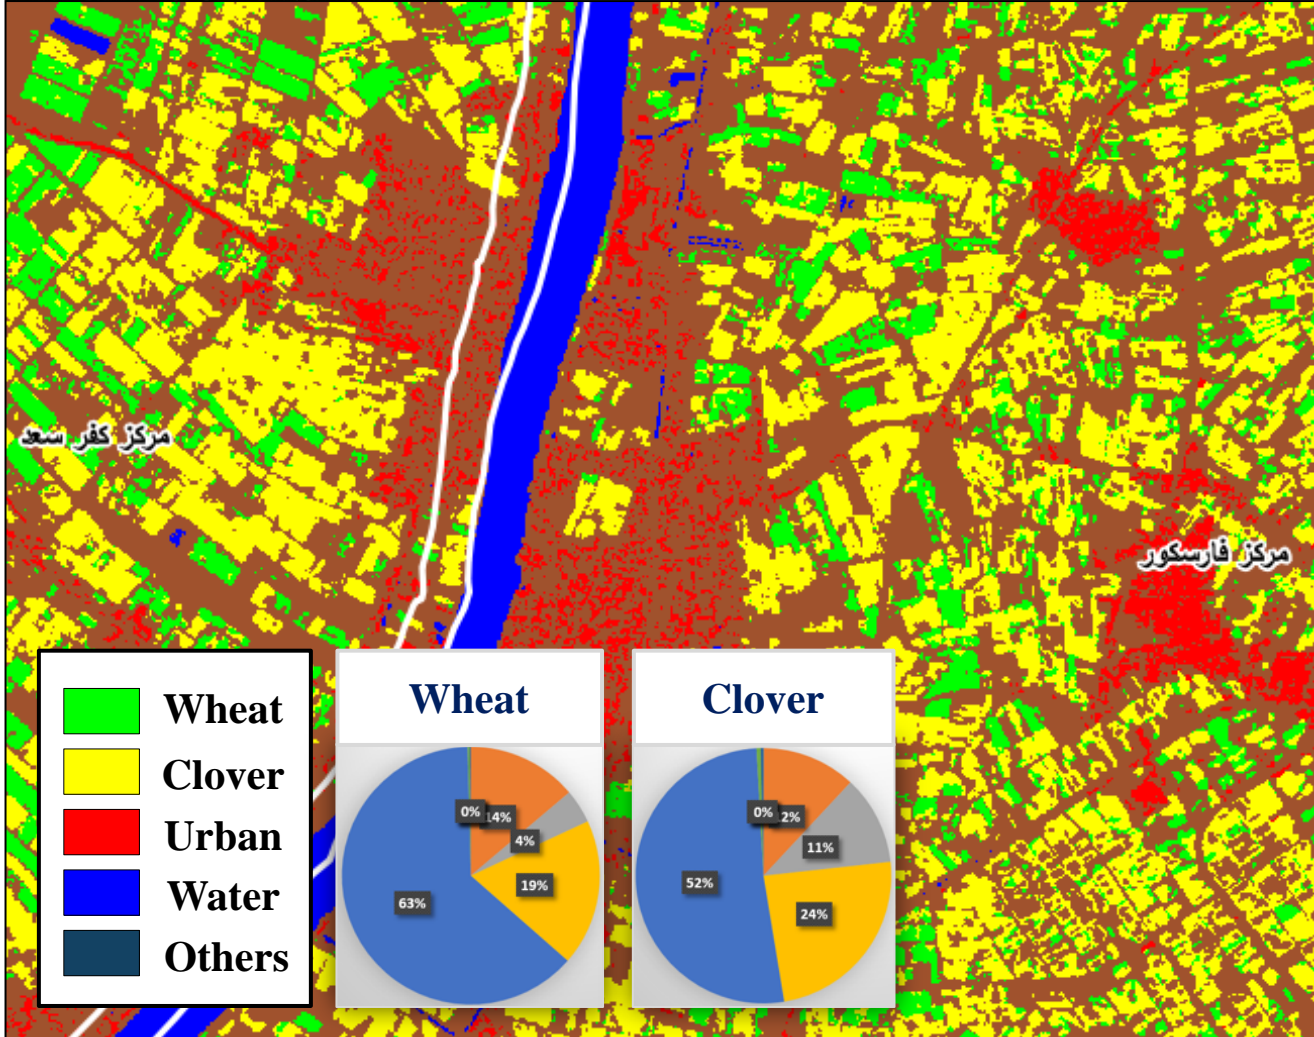 مركز كفر سعد
مركز فارسكور
Wheat
Clover
Urban
Water
Others
Wheat
0%
14%
4%
19%
63%
Clover
0%
2%
11%
24%
52%